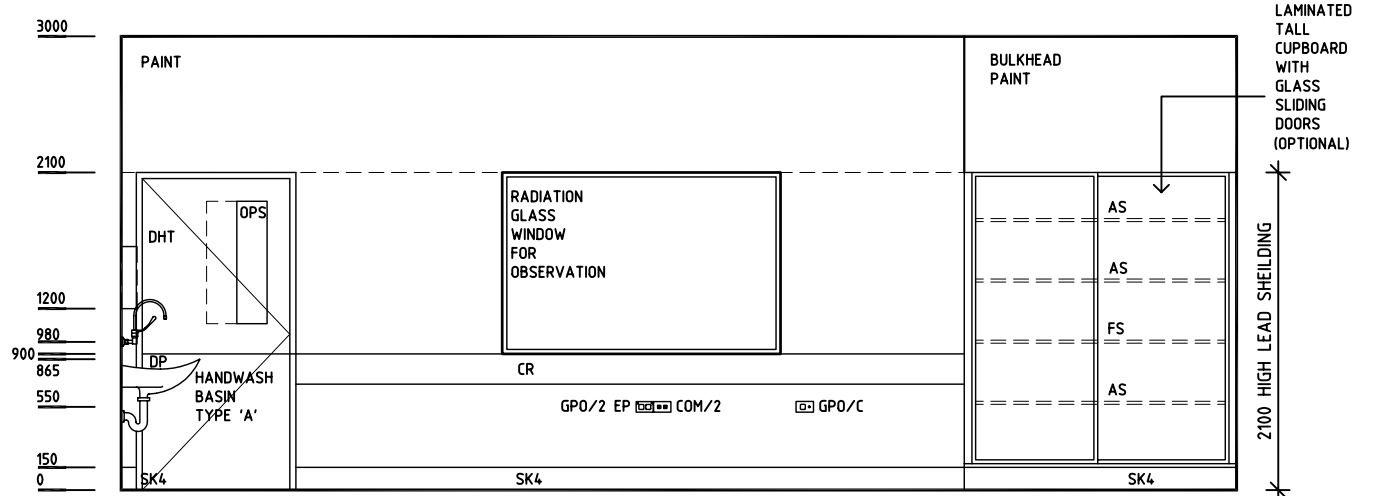 LAMINATED
TALL
CUPBOARD
WITH
GLASS
SLIDING
DOORS
(OPTIONAL)
3000
PAINT
BULKHEAD
PAINT
2100
RADIATION
GLASS
WINDOW
FOR
OBSERVATION
OPS
DHT
AS
AS
FS
AS
1200
980
900
865
550
150
0
DP
HANDWASH
BASIN
TYPE 'A'
CR
GPO/2 EP COM/2 GPO/C
SK4 SK4 SK4
2100 HIGH LEAD SHEILDING